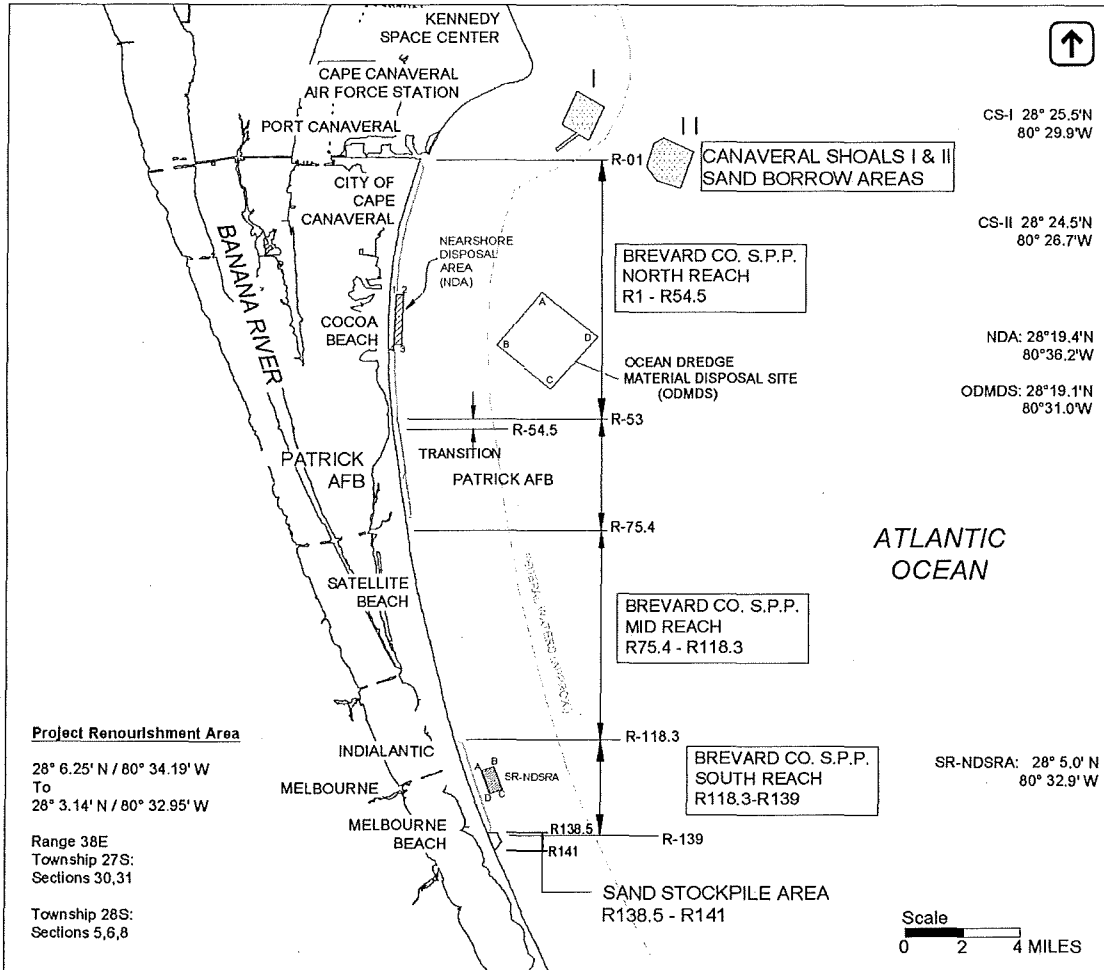 KENNEDY
SPACE CENTER
CAPE CANAVERAL
AIR FORCE STATION
PORT CANAVERAL
I
II
CS-I 28° 25.5'N
80° 29.9'W
R-01
CANAVERAL SHOALS I & II
SAND BORROW AREAS
CITY OF
CAPE
CANAVERAL
CS-II 28° 24.5'N
80° 26.7'W
BANANA RIVER
NEARSHORE
DISPOSAL
AREA
(NDA)
BREVARD CO. S.P.P.
NORTH REACH
R1 - R54.5
1 2
3
COCOA
BEACH
A
B
C
D
OCEAN DREDGE
MATERIAL DISPOSAL SITE
(ODMDS)
NDA: 28°19.4'N
80°36.2'W
ODMDS: 28°19.1'N
80°31.0'W
R-53
R-54.5
TRANSITION
PATRICK
AFB
PATRICK AFB
R-75.4
ATLANTIC
OCEAN
SATELLITE
BEACH
FEDERAL WATERS (APPROX.)
BREVARD CO. S.P.P.
MID REACH
R75.4 - R118.3
R-118.3
Project Renourishment Area
28° 6.25' N / 80° 34.19' W
To
28° 3.14' N / 80° 32.95' W
Range 38E
Township 27S:
Sections 30,31
Township 28S:
Sections 5,6,8
INDIALANTIC
MELBOURNE
MELBOURNE
BEACH
A
B
C
D
SR-NDSRA
BREVARD CO. S.P.P.
SOUTH REACH
R118.3-R139
SR-NDSRA: 28° 5.0' N
80° 32.9' W
R138.5
R-139
R141
SAND STOCKPILE AREA
R138.5 - R141
Scale
0 2 4 MILES